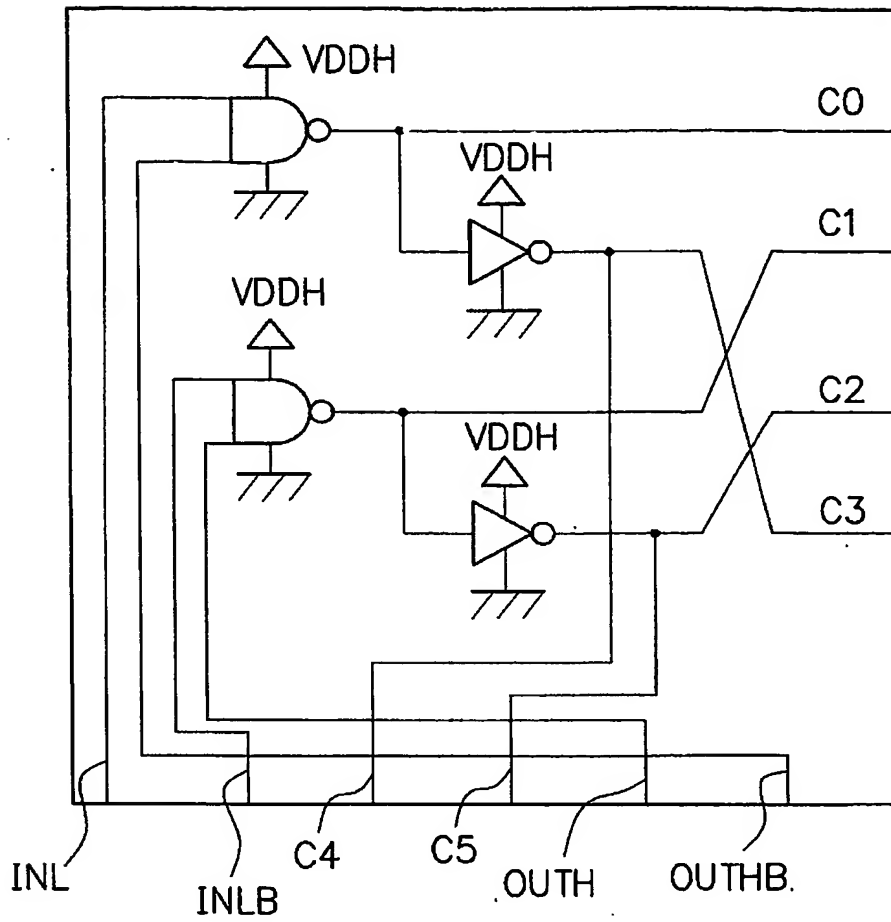 VDDH
C0
VDDH
C1
VDDH
C2
VDDH
C3
INL
INLB
C4
C5
OUTH
OUTHB.